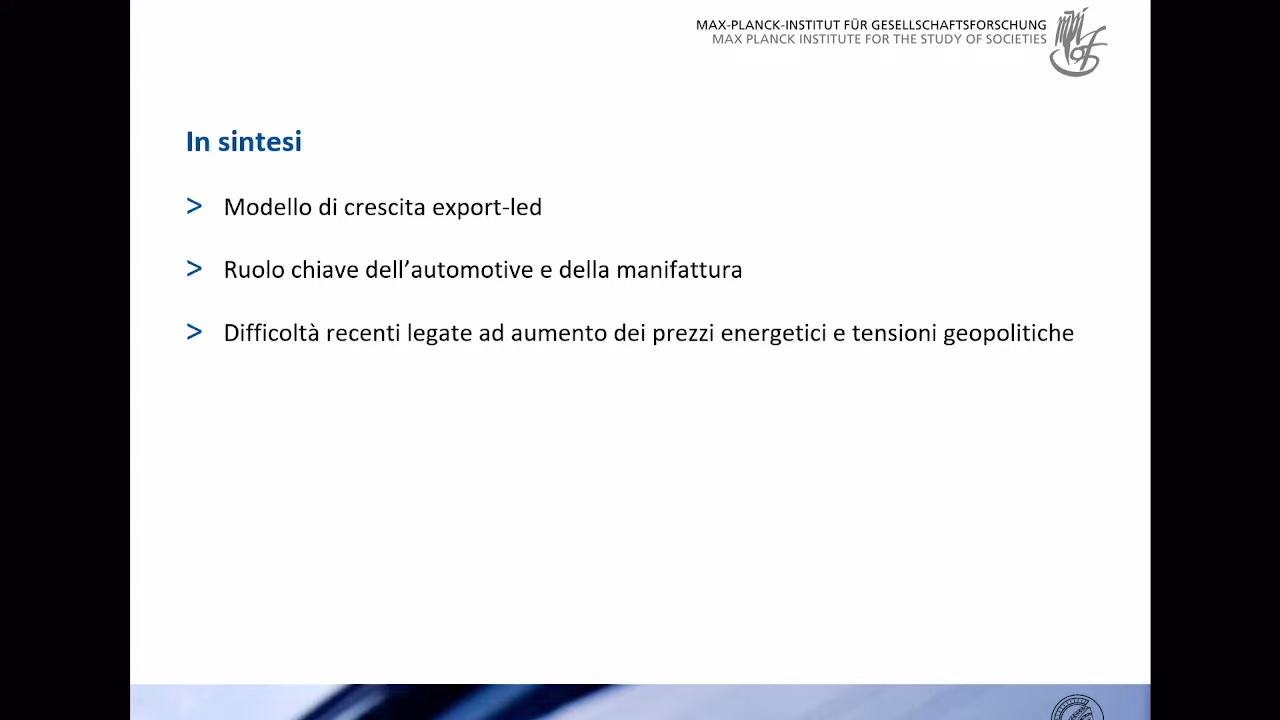 MAX-PLANCK-INSTITUT FÜR GESELLSCHAFTSFORSCHUNG
MAX PLANCK INSTITUTE FOR THE STUDY OF SOCIETIES
In sintesi
> Modello di crescita export-led
> Ruolo chiave dell’automotive e della manifattura
> Difficoltà recenti legate ad aumento dei prezzi energetici e tensioni geopolitiche